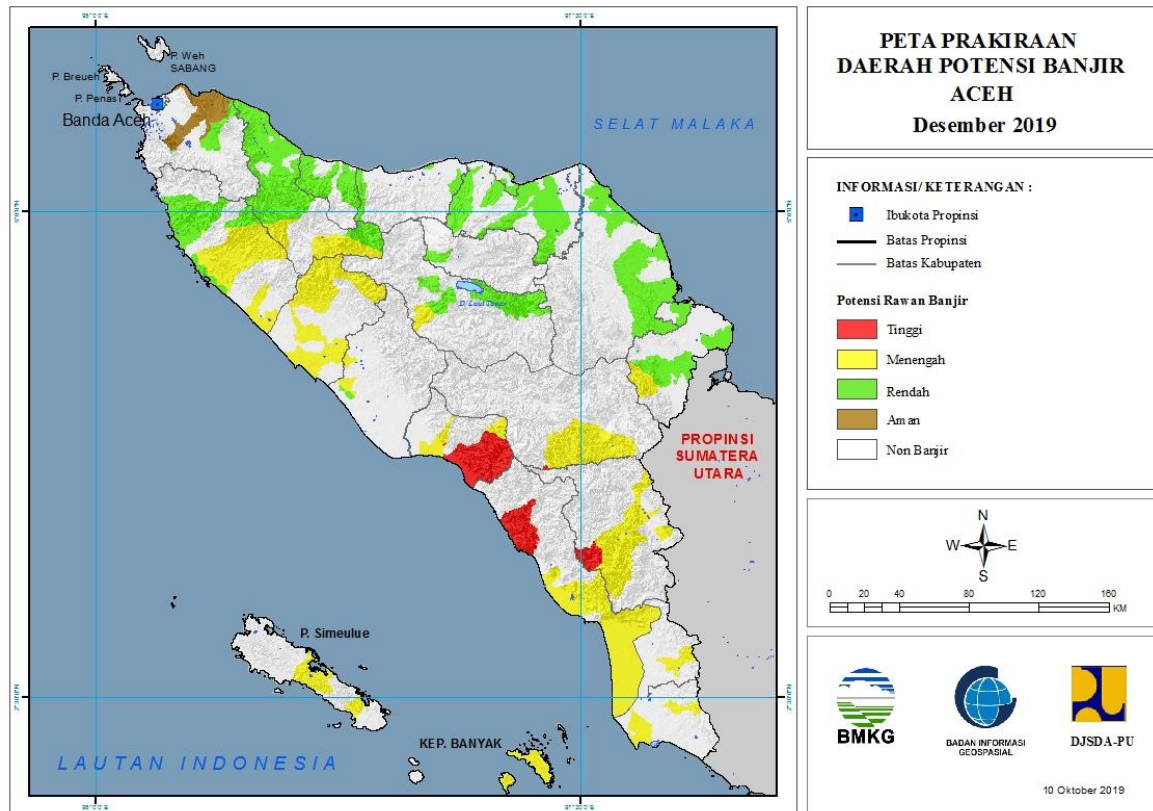 P. Weh
SABANG
P. Breueh
P. Penasi
Banda Aceh
SELAT MALAKA
D. Laut Tawar
PROPINSI
SUMATERA
UTARA
P. Simeulue
KEP. BANYAK
LAUTAN INDONESIA
PETA PRAKIRAAN
DAERAH POTENSI BANJIR
ACEH
Desember 2019
INFORMASI/ KETERANGAN :
Ibukota Propinsi
Batas Propinsi
Batas Kabupaten
Potensi Rawan Banjir
Tinggi
Menengah
Rendah
Aman
Non Banjir
N
W E
S
0 20 40 80 120 160
KM
BMKG
BADAN INFORMASI
GEOSPASIAL
DJSDA-PU
10 Oktober 2019